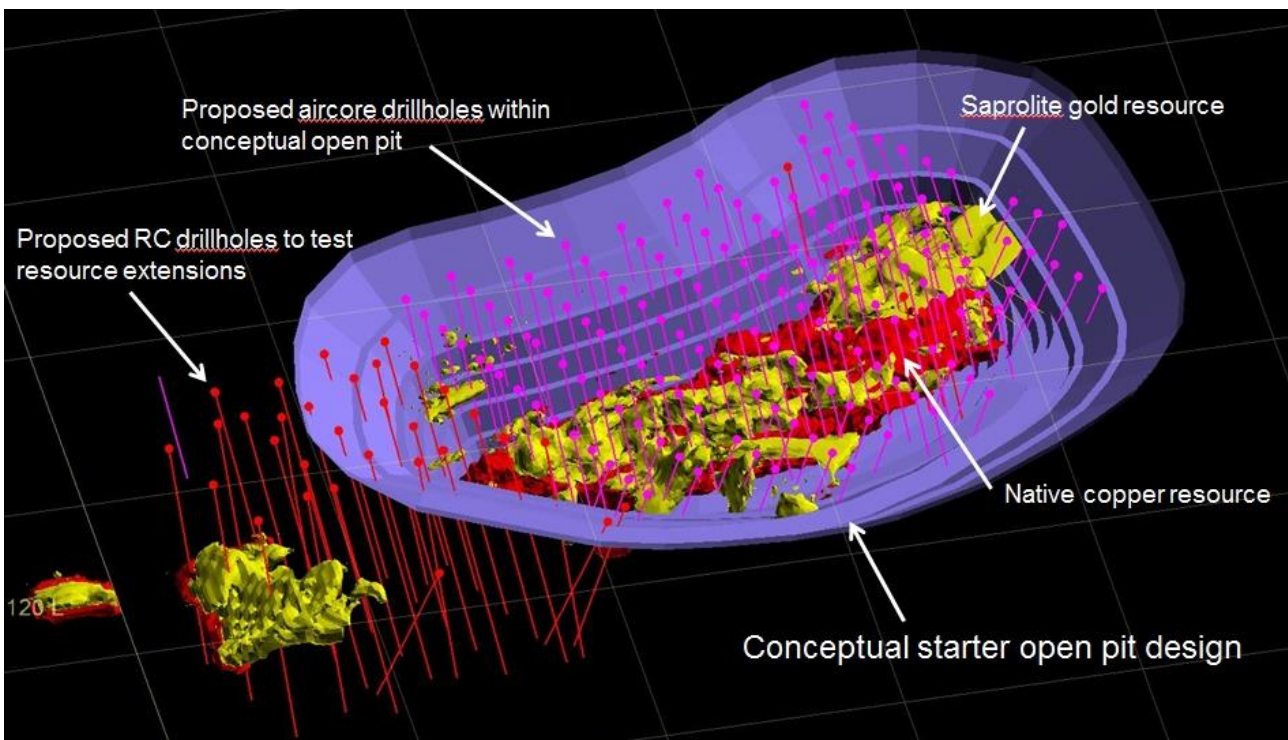 Proposed aircore drillholes within
conceptual open pit
Saprolite gold resource
Proposed RC drillholes to test
resource extensions
Native copper resource
120 L
Conceptual starter open pit design